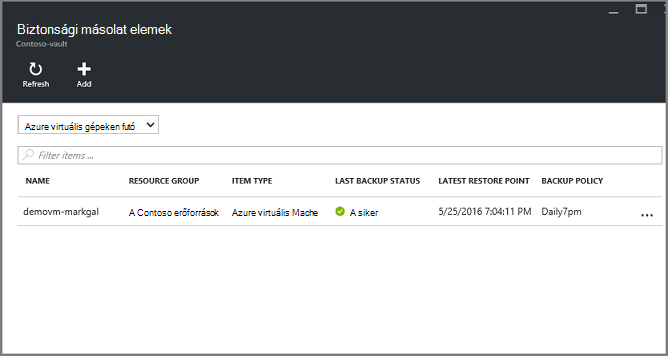 Biztonsági másolat elemek
Contoso-vault
Refresh Add
Azure virtuális gépeken futó
Filter items ...
NAME RESOURCE GROUP ITEM TYPE LAST BACKUP STATUS LATEST RESTORE POINT BACKUP POLICY
demovm-markgal A Contoso erőforrások Azure virtuális Mache A siker 5/25/2016 7:04:11 PM Daily7pm ...